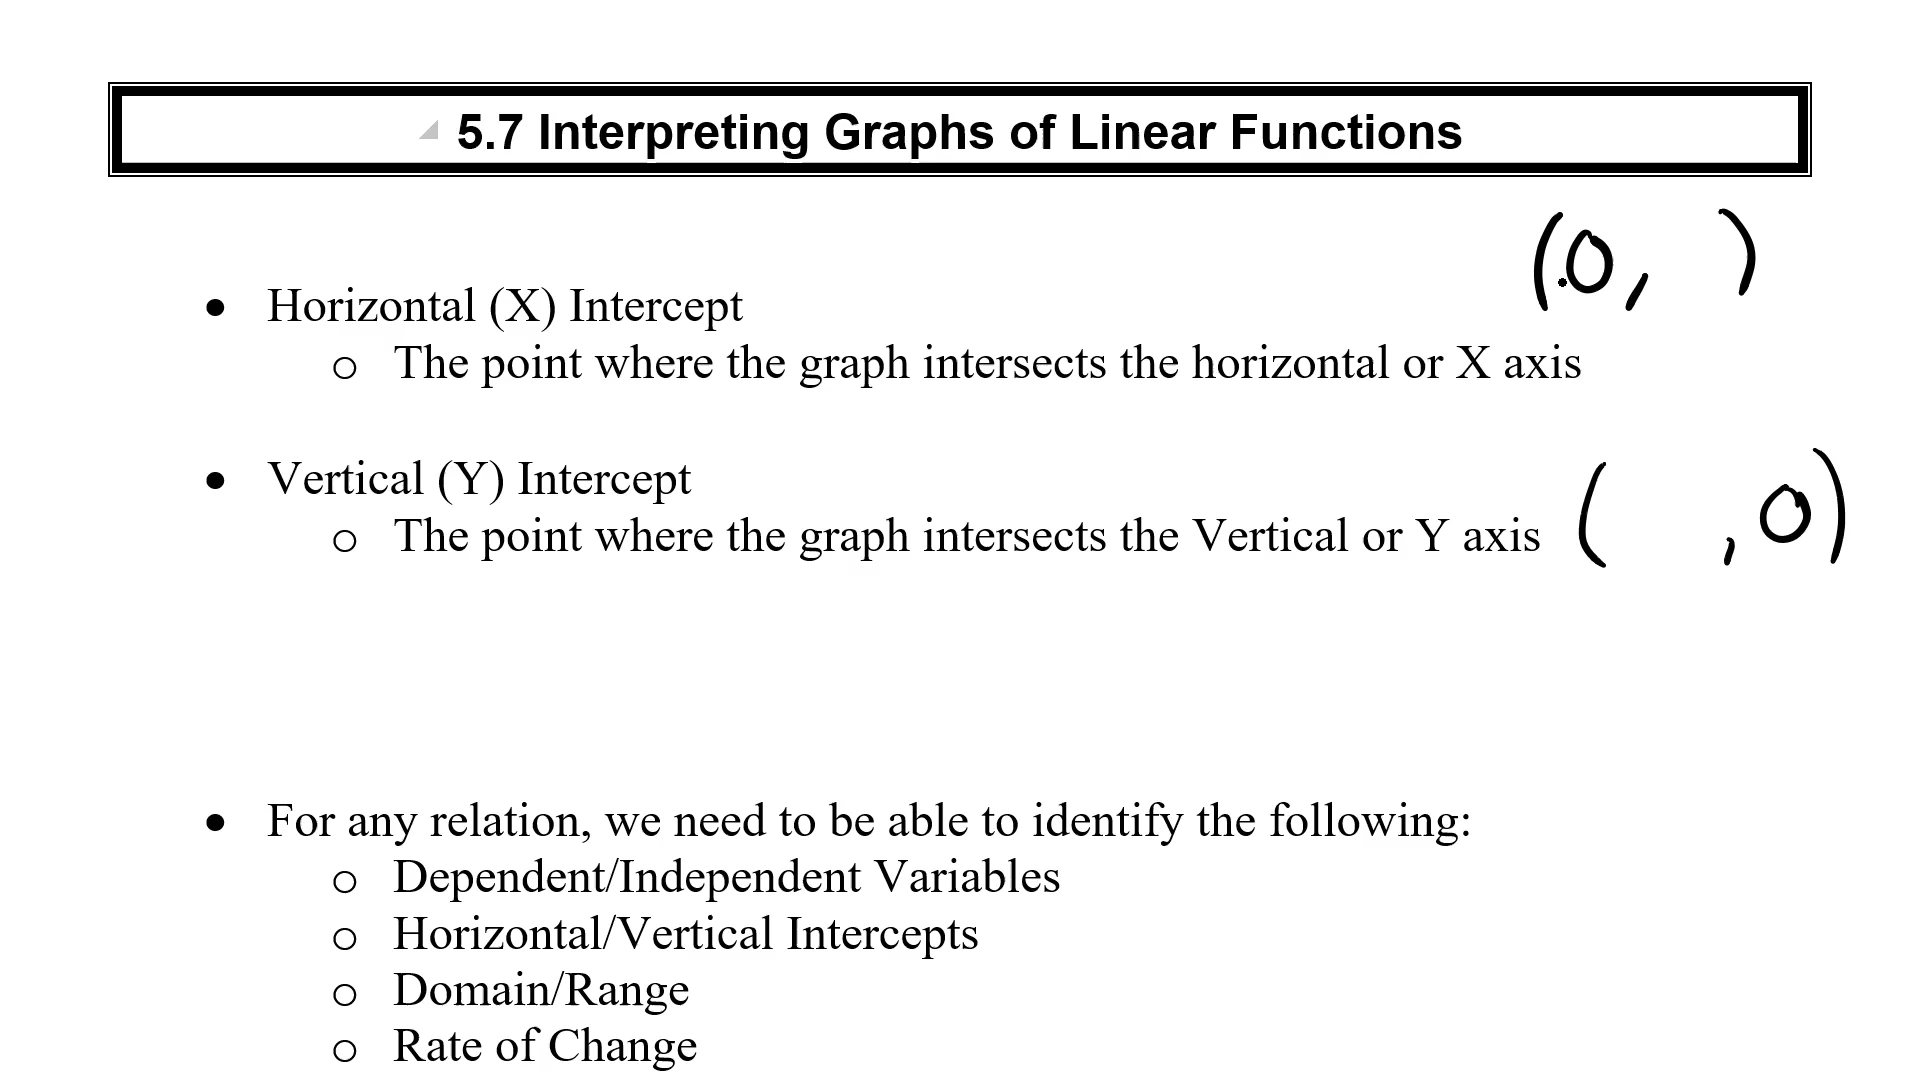 5.7 Interpreting Graphs of Linear Functions
(0, )
• Horizontal (X) Intercept
o The point where the graph intersects the horizontal or X axis
• Vertical (Y) Intercept
o The point where the graph intersects the Vertical or Y axis ( ,0)
• For any relation, we need to be able to identify the following:
o Dependent/Independent Variables
o Horizontal/Vertical Intercepts
o Domain/Range
o Rate of Change